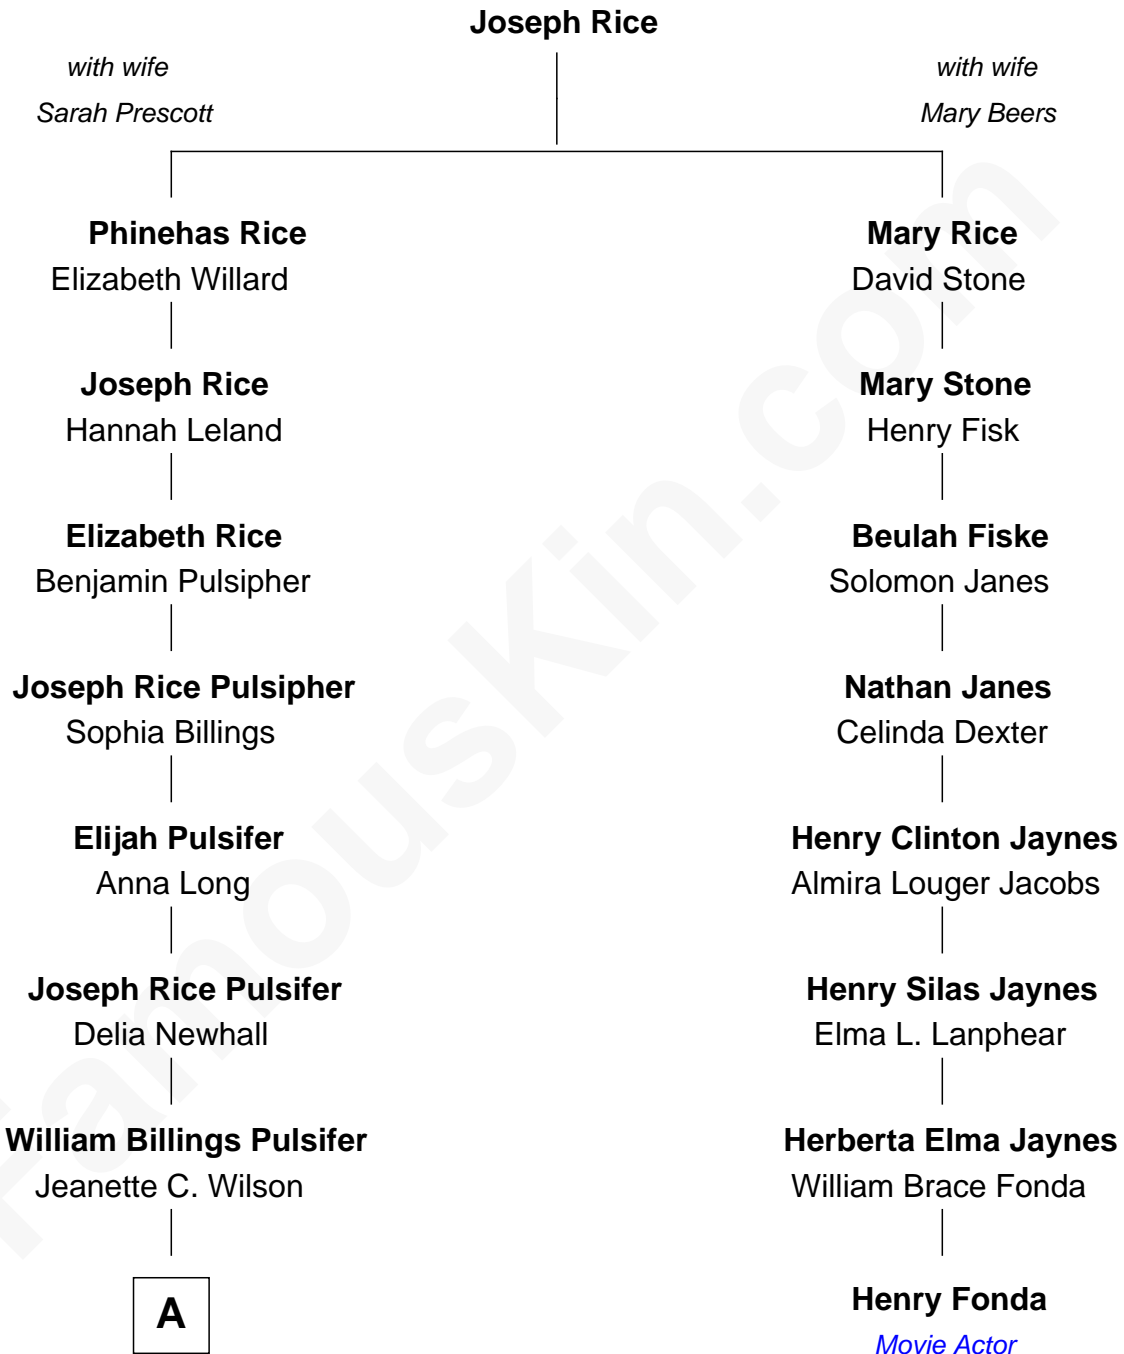 Joseph Rice
with wife
Sarah Prescott
with wife
Mary Beers
Phinehas Rice
Elizabeth Willard
Mary Rice
David Stone
Joseph Rice
Hannah Leland
Mary Stone
Henry Fisk
Elizabeth Rice
Benjamin Pulsipher
Beulah Fiske
Solomon Janes
Joseph Rice Pulsipher
Sophia Billings
Nathan Janes
Celinda Dexter
Elijah Pulsifer
Anna Long
Henry Clinton Jaynes
Almira Louger Jacobs
Joseph Rice Pulsifer
Delia Newhall
Henry Silas Jaynes
Elma L. Lanphear
William Billings Pulsifer
Jeanette C. Wilson
Herberta Elma Jaynes
William Brace Fonda
A
Henry Fonda
Movie Actor
FamousKin.com